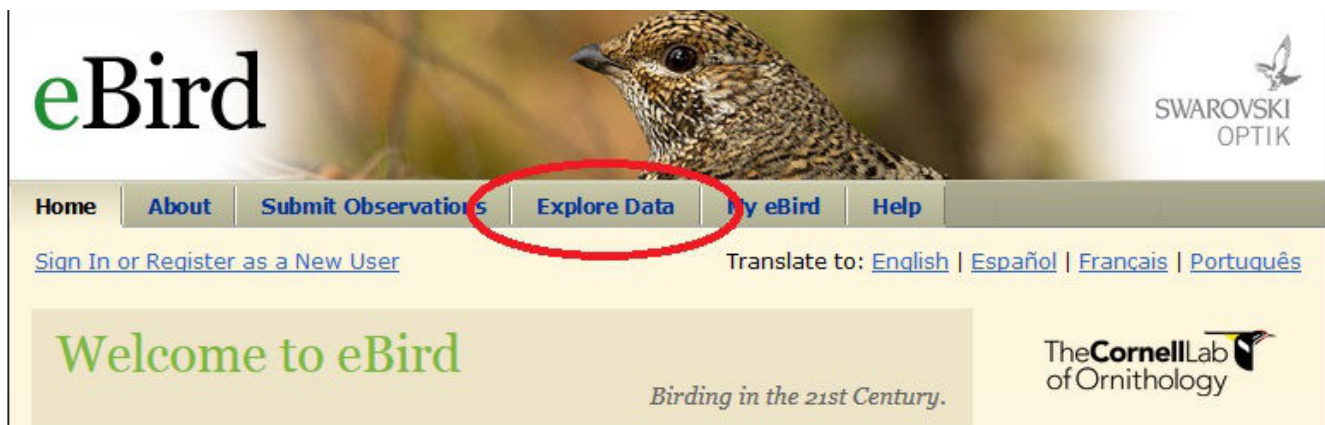 eBird
SWAROVSKI
OPTIK
Home About Submit Observations Explore Data My eBird Help
Sign In or Register as a New User Translate to: English | Español | Français | Português
Welcome to eBird
Birding in the 21st Century.
TheCornellLab
of Ornithology